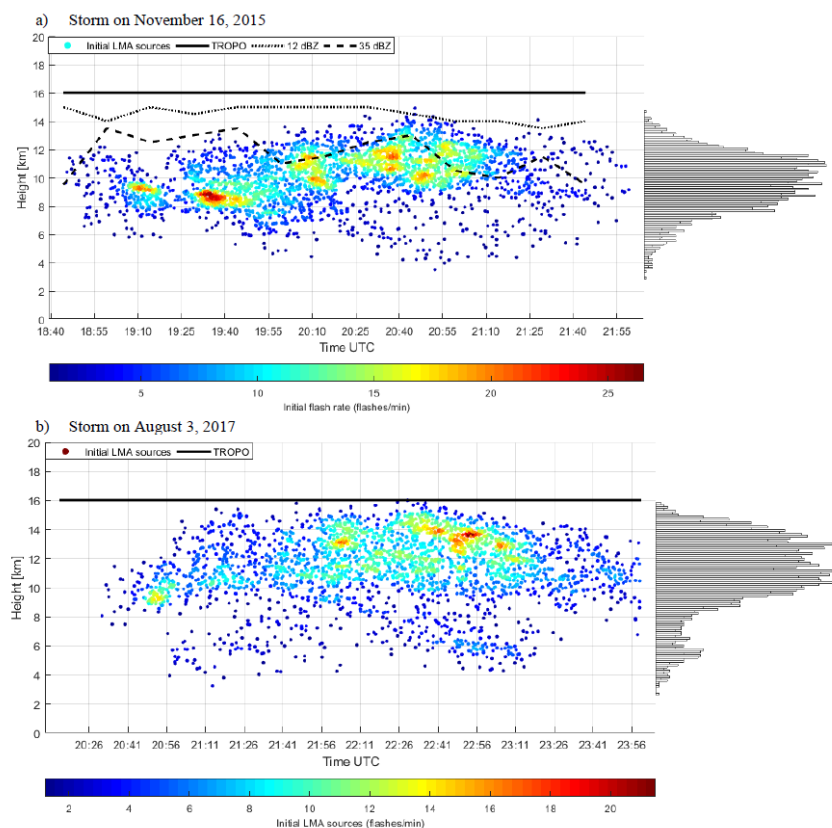 a) Storm on November 16, 2015
Initial LMA sources TROPO 12 dBZ 35 dBZ
20
18
16
14
12
10
8
6
4
2
0
Height [km]
18:40 18:55 19:10 19:25 19:40 19:55 20:10 20:25 20:40 20:55 21:10 21:25 21:40 21:55
Time UTC
5 10 15 20 25
Initial flash rate (flashes/min)
b) Storm on August 3, 2017
Initial LMA sources TROPO
20
18
16
14
12
10
8
6
4
2
0
Height [km]
20:26 20:41 20:56 21:11 21:26 21:41 21:56 22:11 22:26 22:41 22:56 23:11 23:26 23:41 23:56
Time UTC
2 4 6 8 10 12 14 16 18 20
Initial LMA sources (flashes/min)